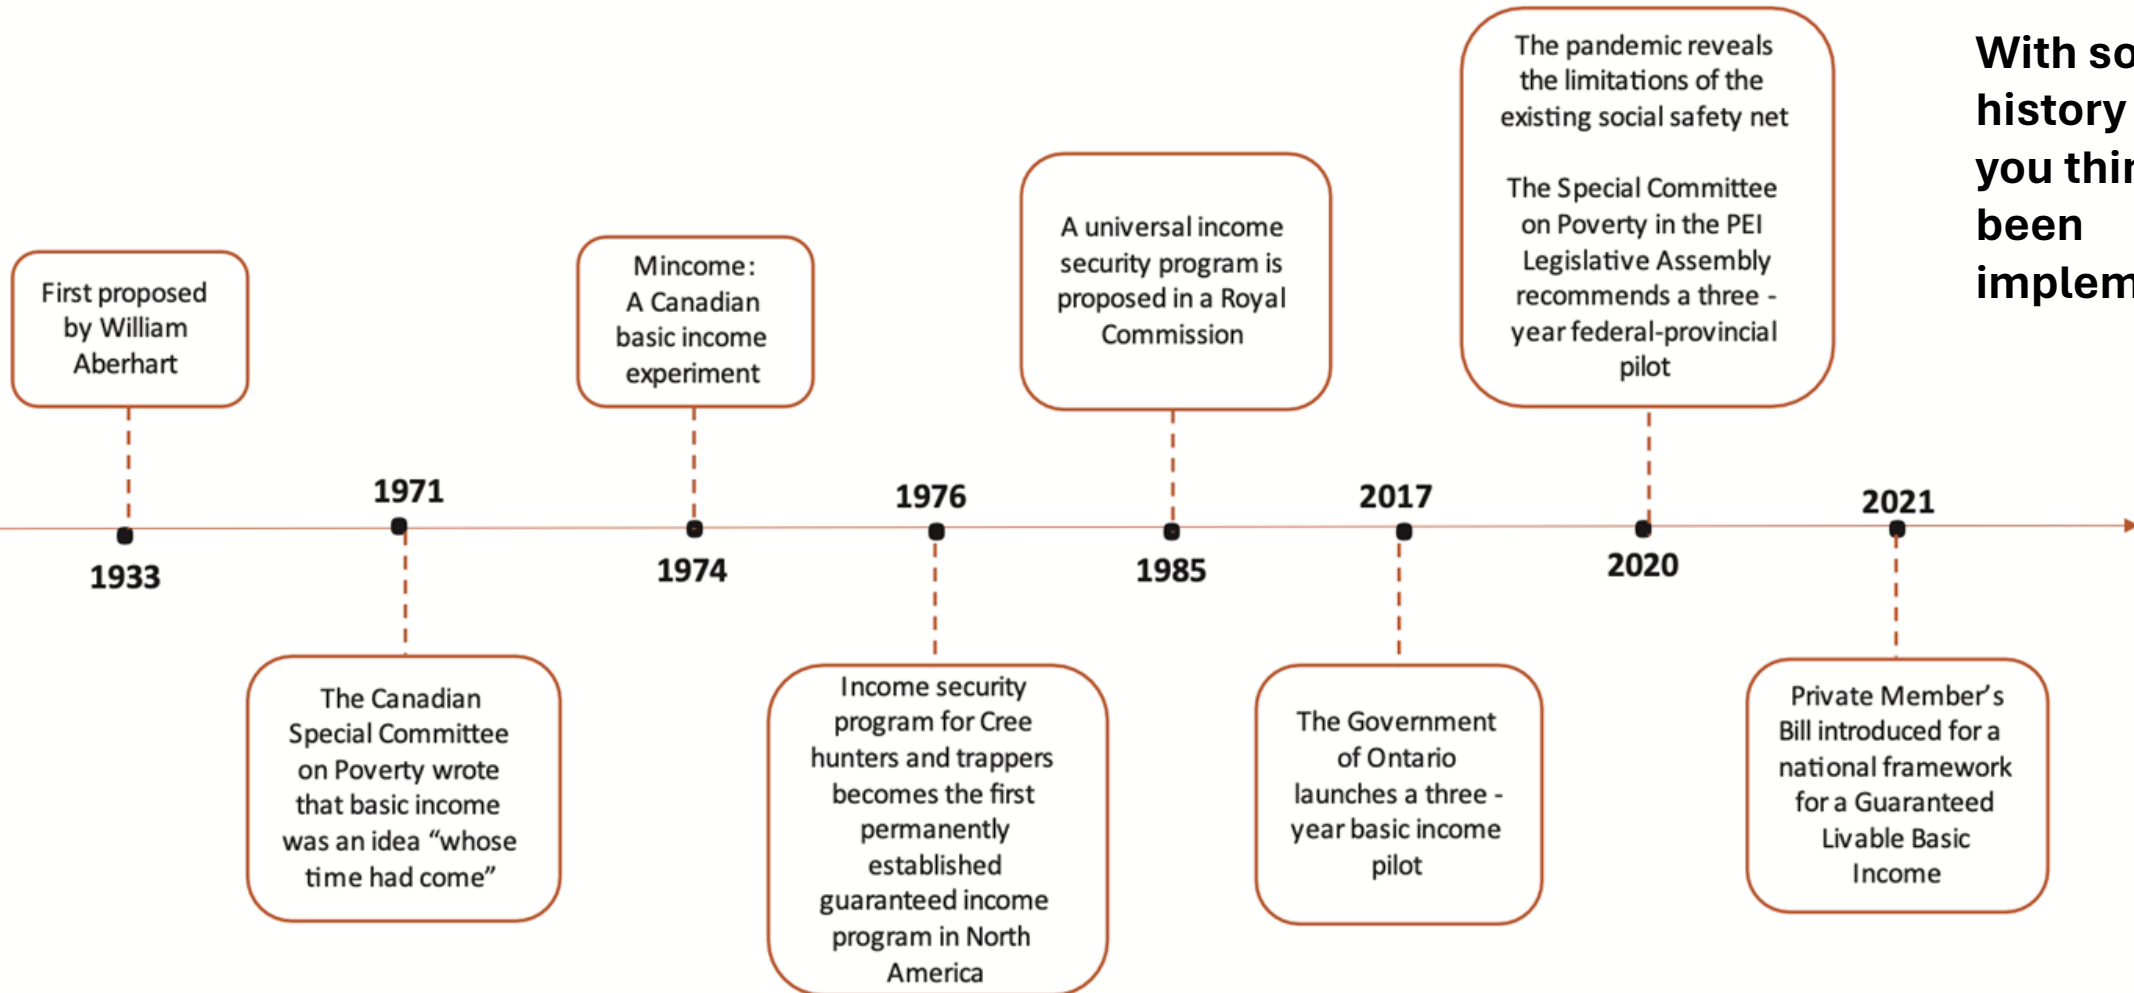 First proposed
by William
Aberhart
1933
1971
The Canadian
Special Committee
on Poverty wrote
that basic income
was an idea “whose
time had come”
Mincome:
A Canadian
basic income
experiment
1974
1976
Income security
program for Cree
hunters and trappers
becomes the first
permanently
established
guaranteed income
program in North
America
A universal income
security program is
proposed in a Royal
Commission
1985
2017
The Government
of Ontario
launches a three -
year basic income
pilot
The pandemic reveals
the limitations of the
existing social safety net
The Special Committee
on Poverty in the PEI
Legislative Assembly
recommends a three -
year federal-provincial
pilot
2020
2021
Private Member’s
Bill introduced for a
national framework
for a Guaranteed
Livable Basic
Income
With
history
you
been